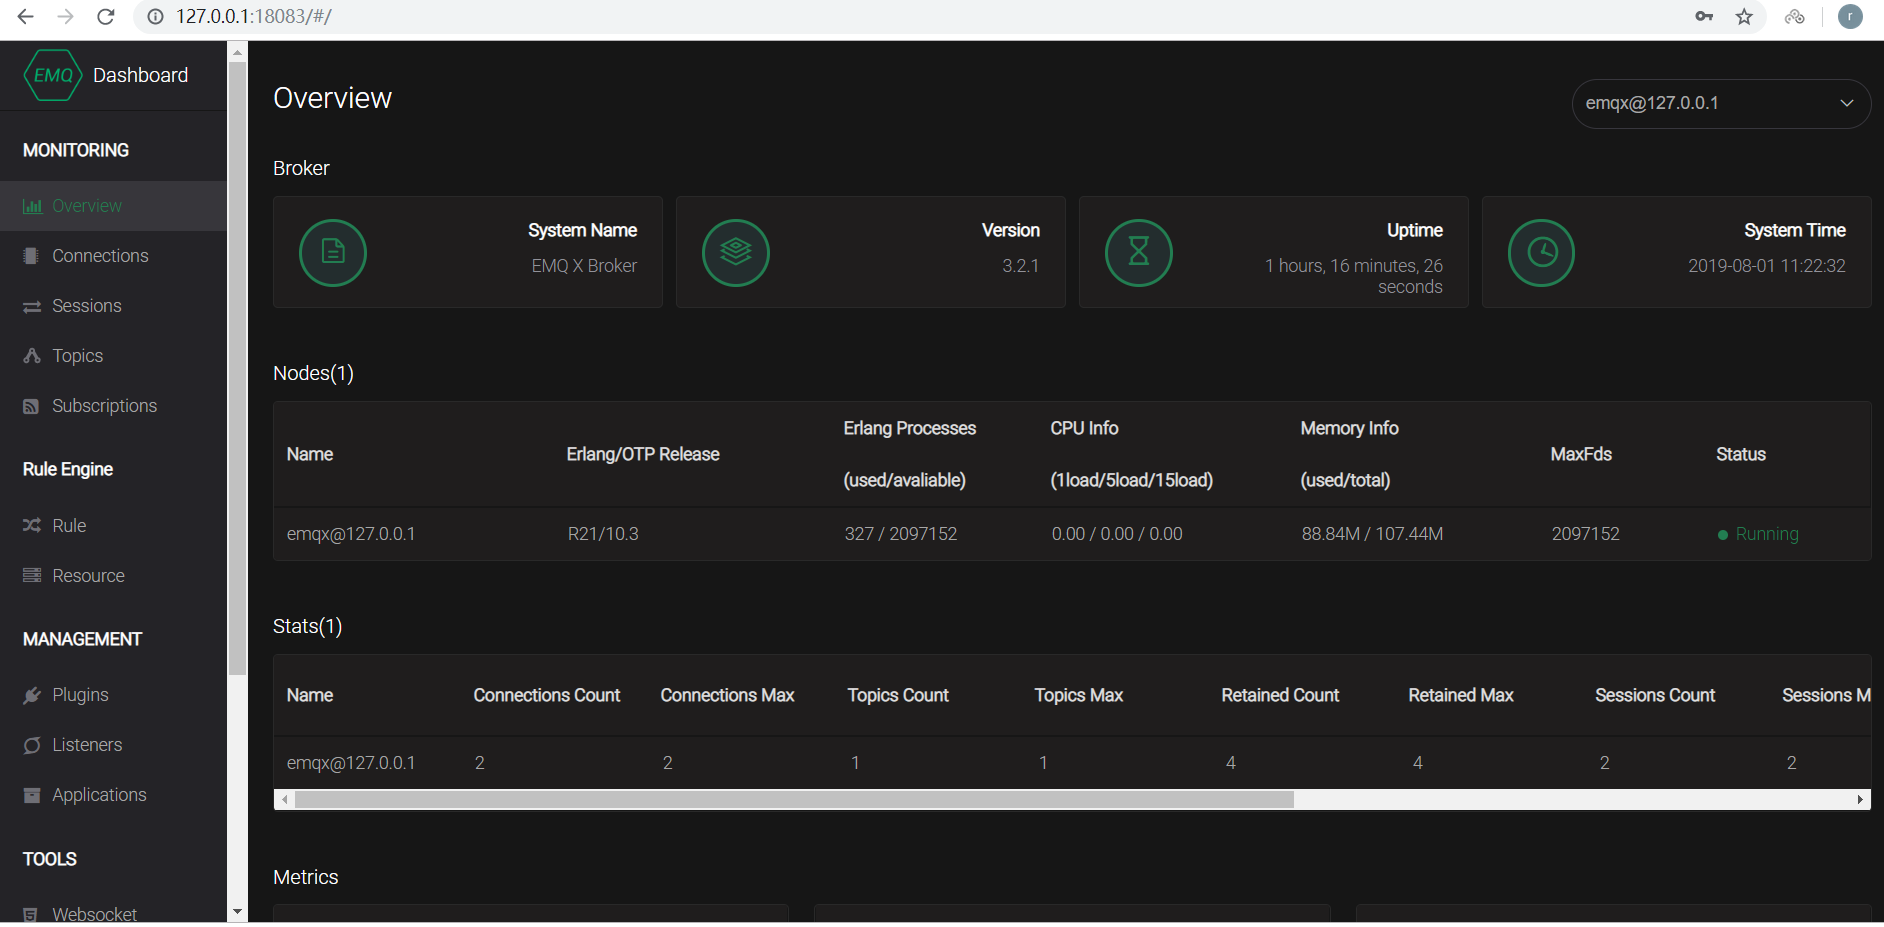 127.0.0.1:18083/#/
r
EMQ Dashboard
MONITORING
Overview
Connections
Sessions
Topics
Subscriptions
Rule Engine
Rule
Resource
MANAGEMENT
Plugins
Listeners
Applications
TOOLS
Websocket
Overview
emqx@127.0.0.1
Broker
System Name
EMQ X Broker
Version
3.2.1
Uptime
1 hours, 16 minutes, 26
seconds
System Time
2019-08-01 11:22:32
Nodes(1)
Name Erlang/OTP Release Erlang Processes (used/avaliable) CPU Info (1load/5load/15load) Memory Info (used/total) MaxFds Status
emqx@127.0.0.1 R21/10.3 327 / 2097152 0.00 / 0.00 / 0.00 88.84M / 107.44M 2097152 Running
Stats(1)
Name Connections Count Connections Max Topics Count Topics Max Retained Count Retained Max Sessions Count Sessions M
emqx@127.0.0.1 2 2 1 1 4 4 2 2
Metrics